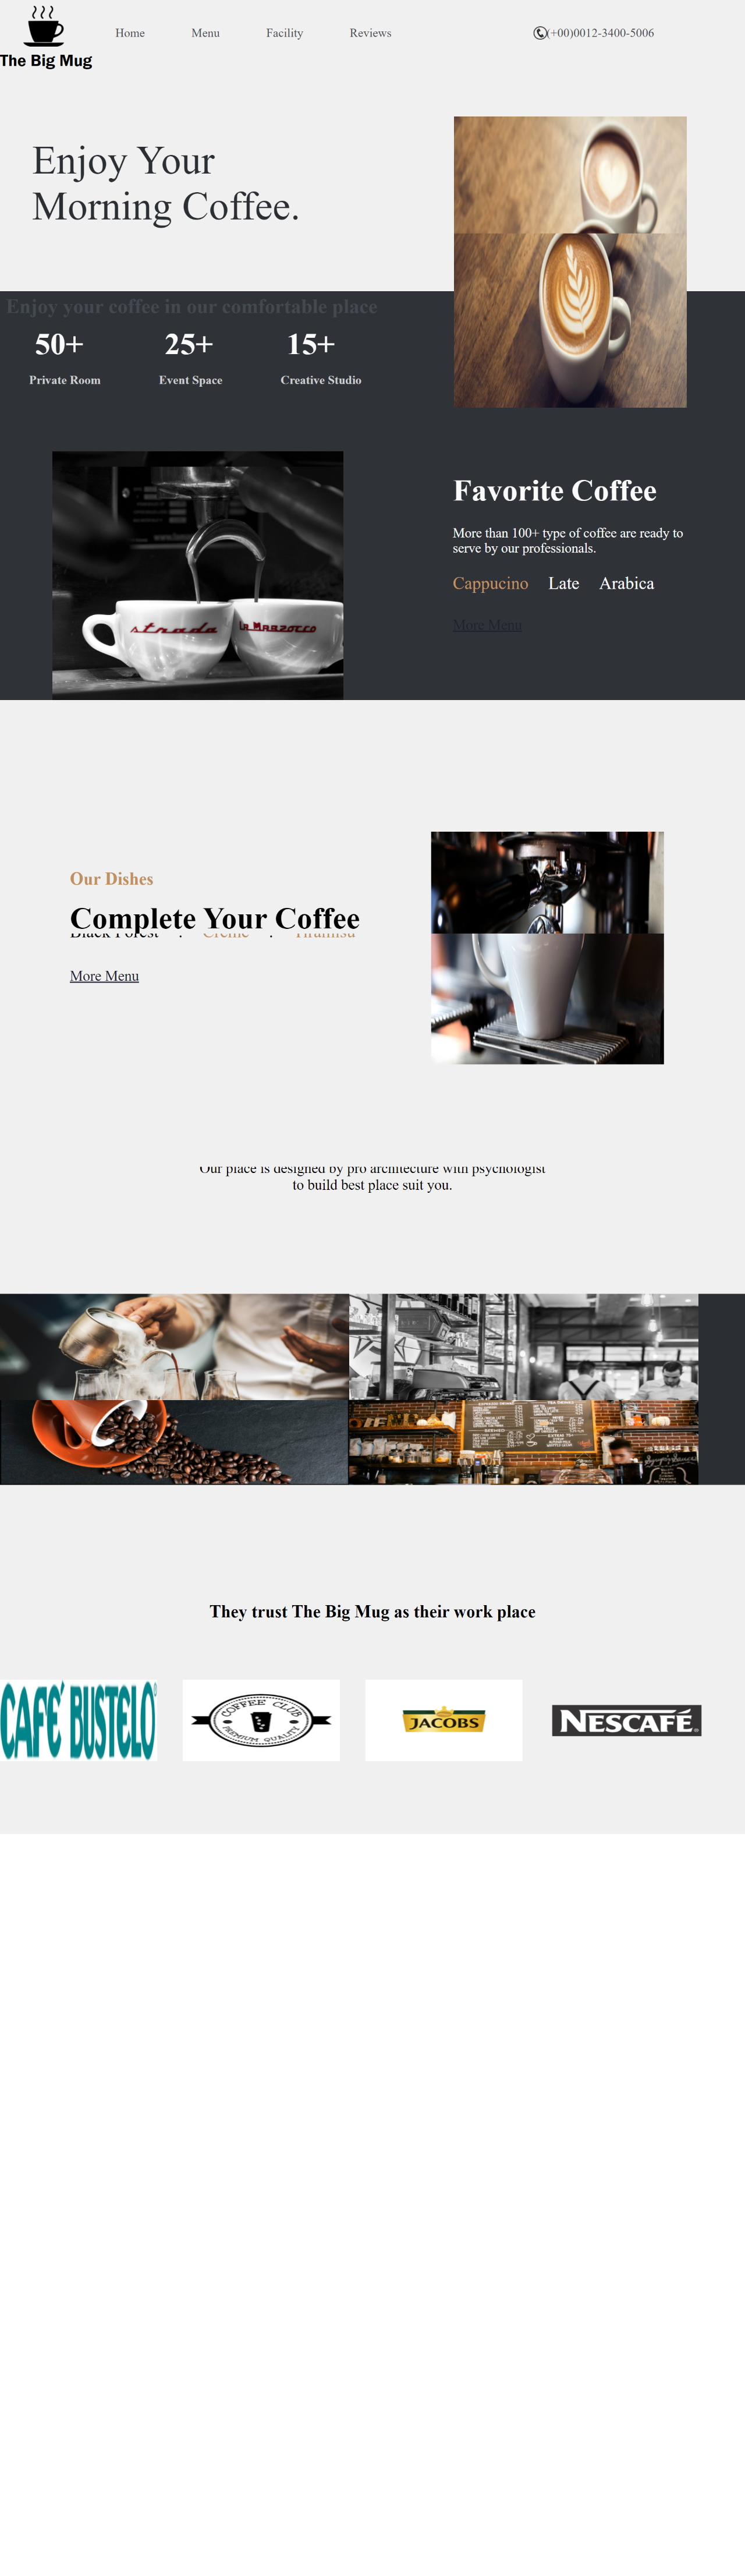 The Big Mug
Home Menu Facility Reviews (+00)0012-3400-5006
Enjoy Your
Morning Coffee.
Enjoy your coffee in our comfortable place
50+ 25+ 15+
Private Room Event Space Creative Studio
strada La Marzocco
Favorite Coffee
More than 100+ type of coffee are ready to
serve by our professionals.
Cappucino Late Arabica
More Menu
Our Dishes
Complete Your Coffee
Black Forest . Creme . Tiramisu
More Menu
Our place is designed by pro architecture with psychologist
to build best place suit you.
They trust The Big Mug as their work place
CAFÉ BUSTELO
COFFEE CLUB
PREMIUM QUALITY
JACOBS
NESCAFÉ